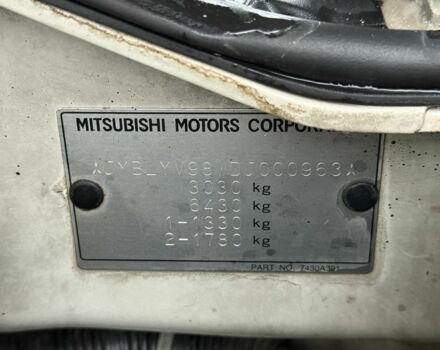 MITSUBISHI MOTORS CORPORA
3030 kg
6430 kg
1-1330 kg
2-1780 kg
PART NO. 7430A391